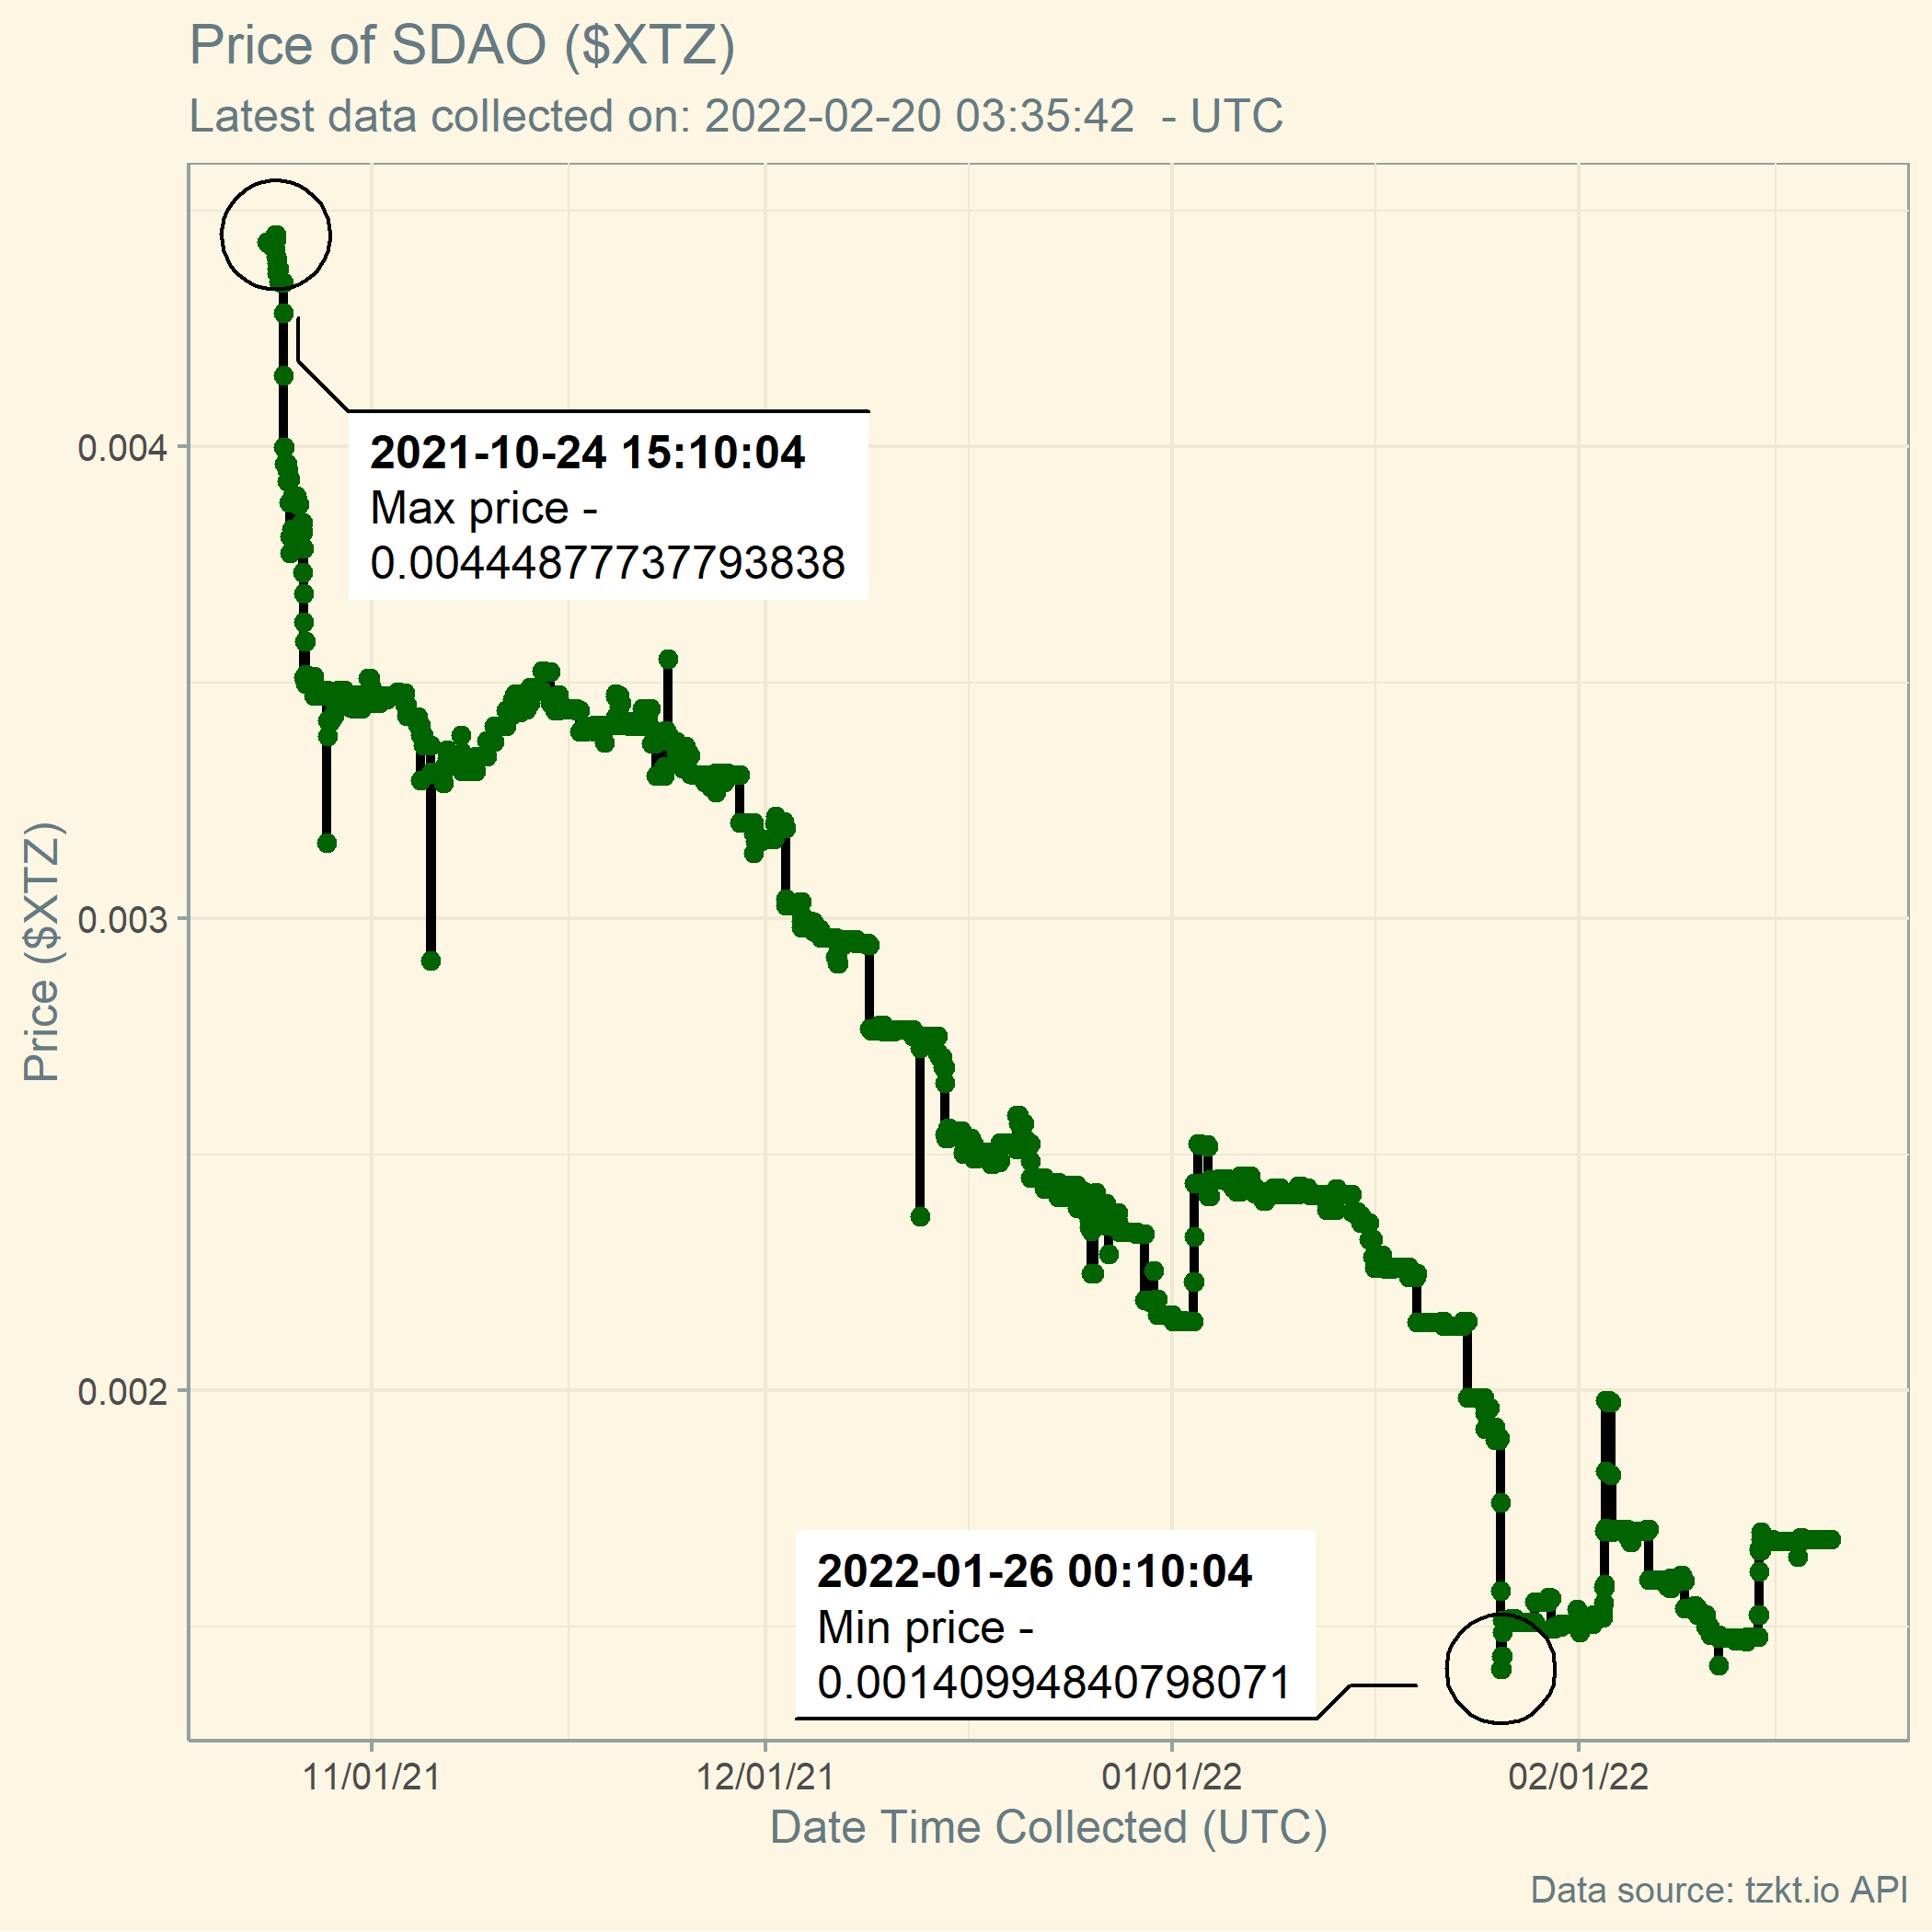 Price of SDAO ($XTZ)
Latest data collected on: 2022-02-20 03:35:42  - UTC
2021-10-24 15:10:04
Max price -
0.00444877737793838
0.004
0.003
0.002
Price ($XTZ)
2022-01-26 00:10:04
Min price -
0.00140994840798071
11/01/21
12/01/21
01/01/22
02/01/22
Date Time Collected (UTC)
Data source: tzkt.io API